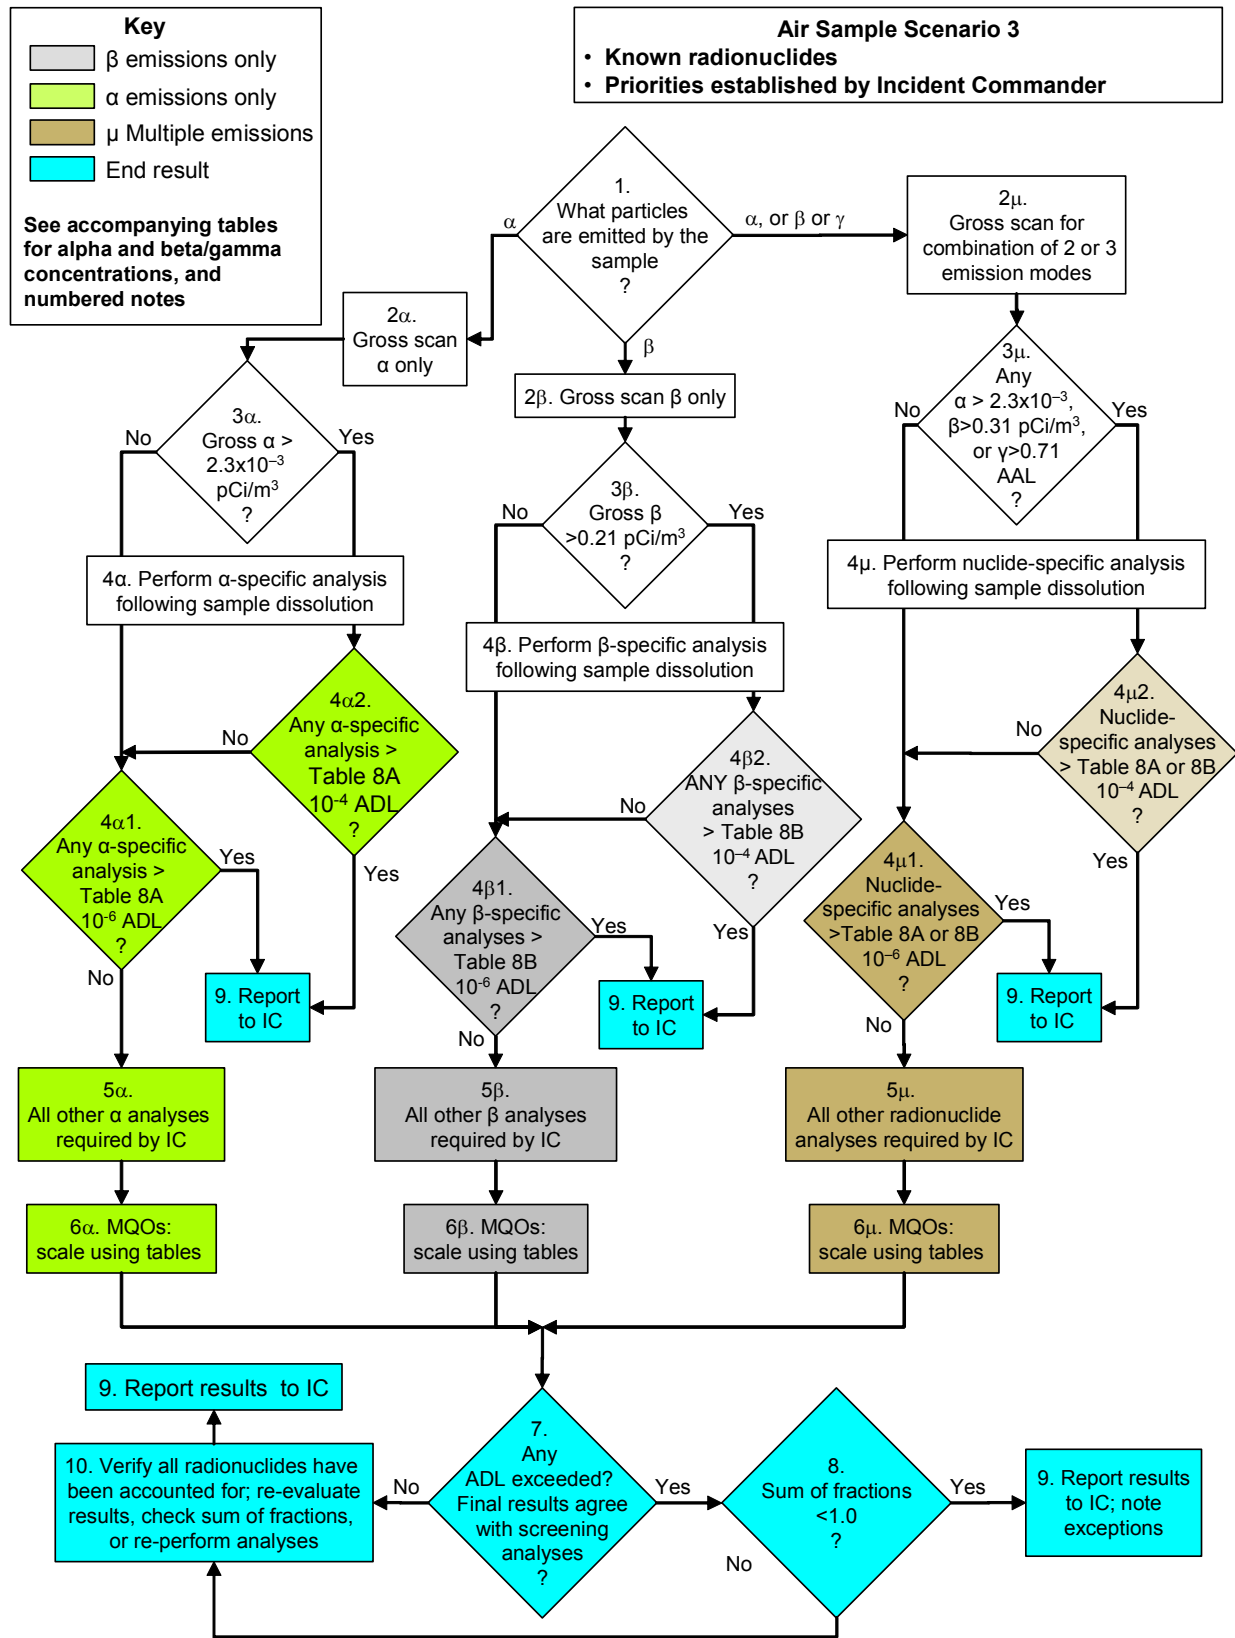 Key
β emissions only
α emissions only
μ Multiple emissions
End result
See accompanying tables
for alpha and beta/gamma
concentrations, and
numbered notes
Air Sample Scenario 3
• Known radionuclides
• Priorities established by Incident Commander
1.
What particles
are emitted by the
sample
?
α
α, or β or γ
β
2μ.
Gross scan for
combination of 2 or 3
emission modes
2α.
Gross scan
α only
2β. Gross scan β only
3α.
Gross α >
2.3x10⁻³
pCi/m³
?
No
Yes
3β.
Gross β
>0.21 pCi/m³
?
No
Yes
3μ.
Any
α > 2.3x10⁻³,
β>0.31 pCi/m³,
or γ>0.71
AAL
?
No
Yes
4α. Perform α-specific analysis
following sample dissolution
4β. Perform β-specific analysis
following sample dissolution
4μ. Perform nuclide-specific analysis
following sample dissolution
4α2.
Any α-specific
analysis >
Table 8A
10⁻⁴ ADL
?
No
Yes
4β2.
ANY β-specific
analyses
> Table 8B
10⁻⁴ ADL
?
No
Yes
4μ2.
Nuclide-
specific analyses
> Table 8A or 8B
10⁻⁴ ADL
?
No
Yes
4α1.
Any α-specific
analysis >
Table 8A
10⁻⁶ ADL
?
Yes
No
4β1.
Any β-specific
analyses >
Table 8B
10⁻⁶ ADL
?
Yes
No
4μ1.
Nuclide-
specific analyses
>Table 8A or 8B
10⁻⁶ ADL
?
Yes
No
9. Report
to IC
9. Report
to IC
9. Report
to IC
5α.
All other α analyses
required by IC
5β.
All other β analyses
required by IC
5μ.
All other radionuclide
analyses required by IC
6α. MQOs:
scale using tables
6β. MQOs:
scale using tables
6μ. MQOs:
scale using tables
9. Report results to IC
10. Verify all radionuclides have
been accounted for; re-evaluate
results, check sum of fractions,
or re-perform analyses
No
7.
Any
ADL exceeded?
Final results agree
with screening
analyses
?
Yes
8.
Sum of fractions
<1.0
?
Yes
No
9. Report results
to IC; note
exceptions